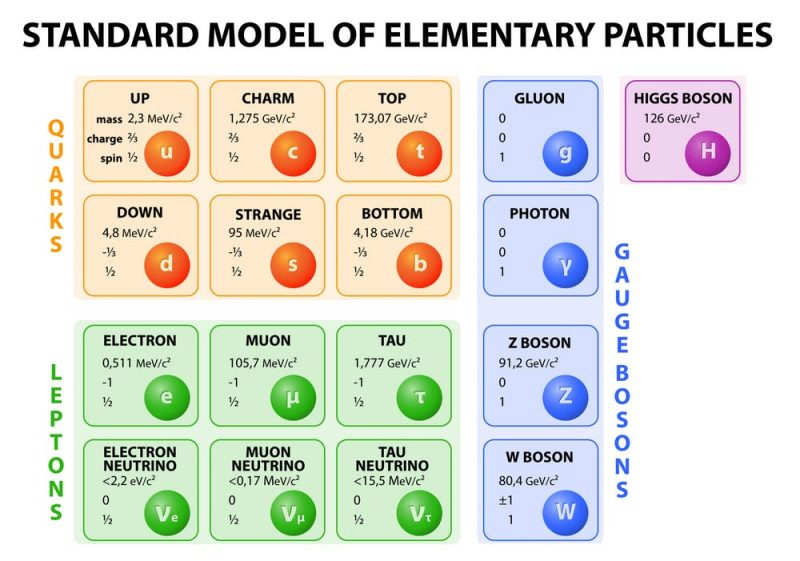 STANDARD MODEL OF ELEMENTARY PARTICLES
QUARKS
UP
mass 2,3 MeV/c²
charge ⅔
spin ½
u
CHARM
1,275 GeV/c²
⅔
½
c
TOP
173,07 GeV/c²
⅔
½
t
GLUON
0
0
1
g
HIGGS BOSON
126 GeV/c²
0
0
H
DOWN
4,8 MeV/c²
-⅓
½
d
STRANGE
95 MeV/c²
-⅓
½
s
BOTTOM
4,18 GeV/c²
-⅓
½
b
PHOTON
0
0
1
γ
GAUGE BOSONS
LEPTONS
ELECTRON
0,511 MeV/c²
-1
½
e
MUON
105,7 MeV/c²
-1
½
μ
TAU
1,777 GeV/c²
-1
½
τ
Z BOSON
91,2 GeV/c²
0
1
Z
ELECTRON
NEUTRINO
<2,2 eV/c²
0
½
νe
MUON
NEUTRINO
<0,17 MeV/c²
0
½
νμ
TAU
NEUTRINO
<15,5 MeV/c²
0
½
ντ
W BOSON
80,4 GeV/c²
±1
1
W